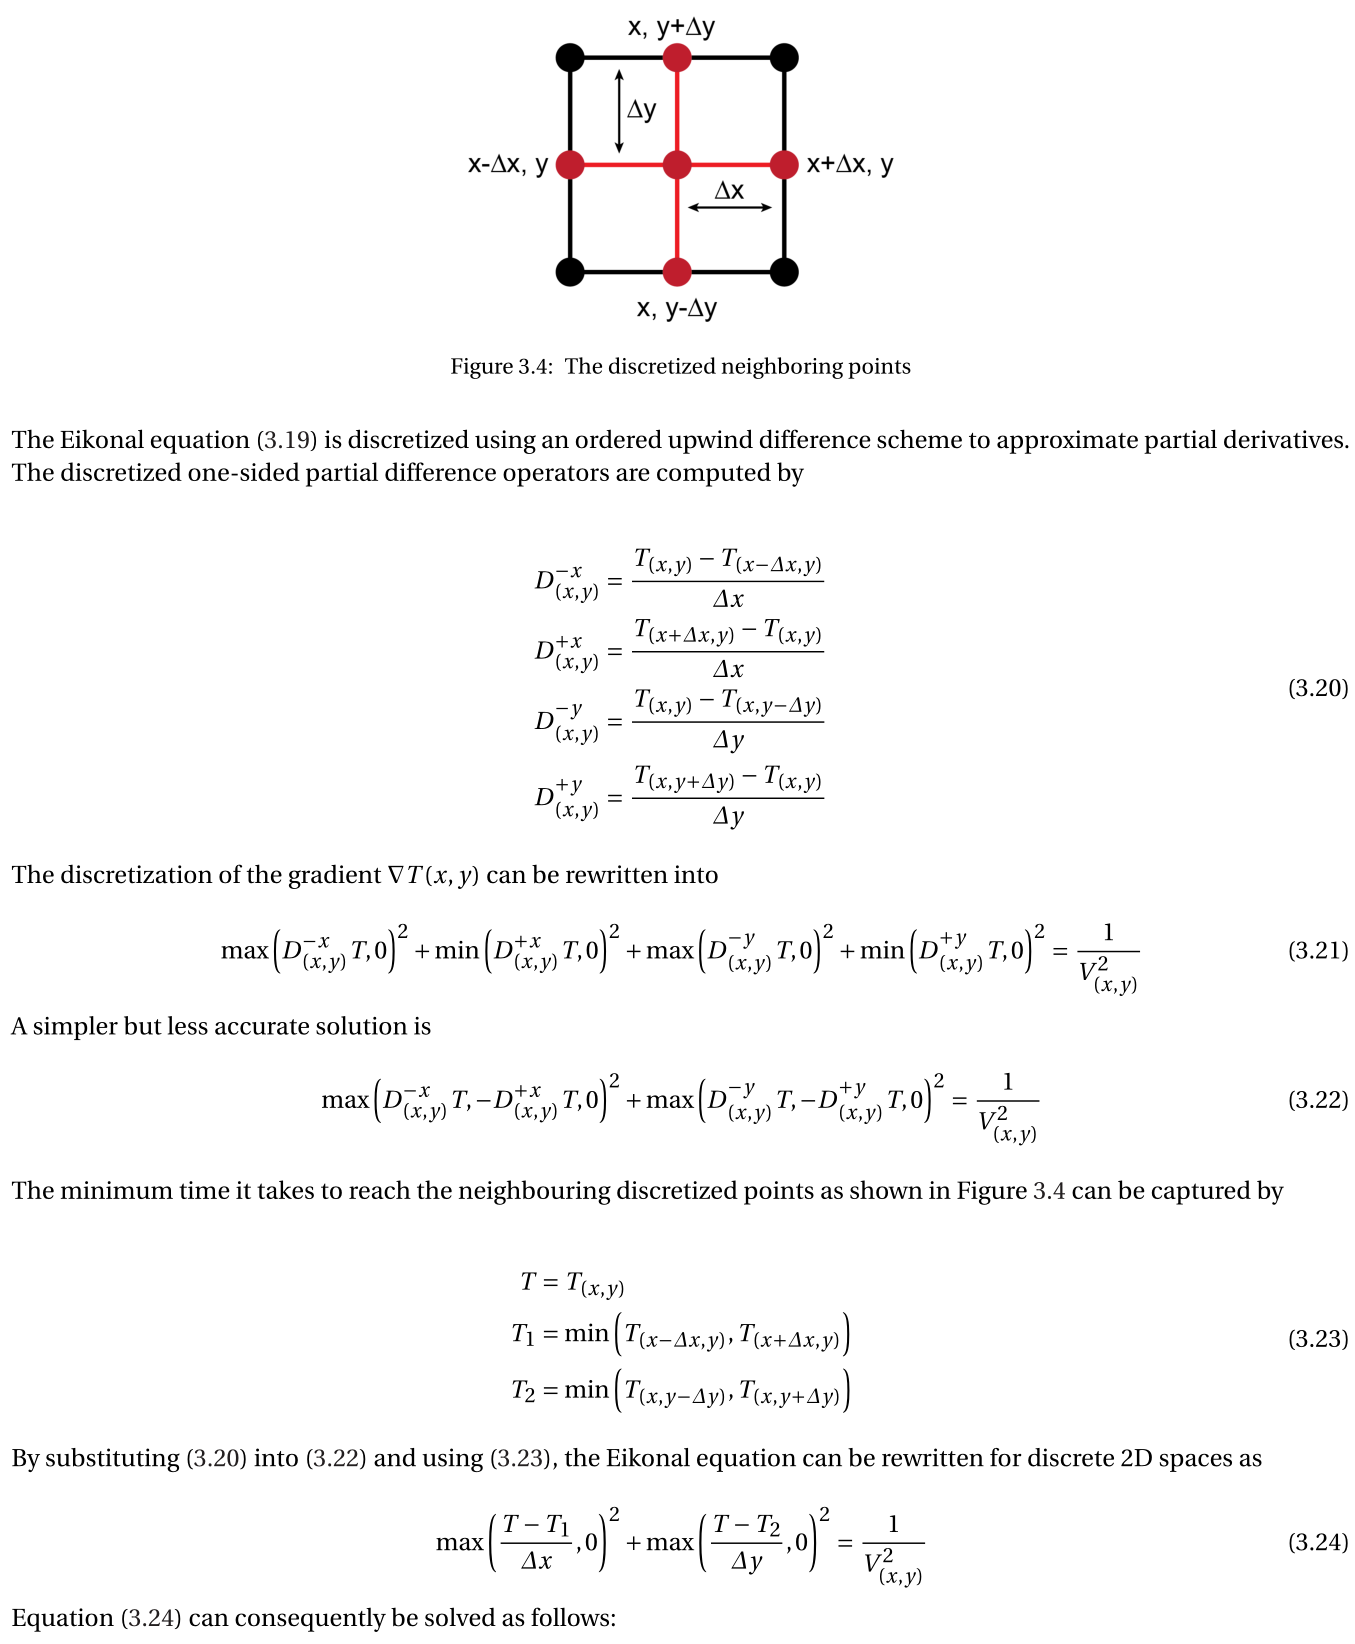 x, y+Δy
Δy
x-Δx, y
x+Δx, y
Δx
x, y-Δy
Figure 3.4: The discretized neighboring points
The Eikonal equation (3.19) is discretized using an ordered upwind difference scheme to approximate partial derivatives.
The discretized one-sided partial difference operators are computed by
$D^{-x}_{(x,y)} = \frac{T_{(x,y)} - T_{(x-\Delta x,y)}}{\Delta x}$
$D^{+x}_{(x,y)} = \frac{T_{(x+\Delta x,y)} - T_{(x,y)}}{\Delta x}$
$D^{-y}_{(x,y)} = \frac{T_{(x,y)} - T_{(x,y-\Delta y)}}{\Delta y}$
$D^{+y}_{(x,y)} = \frac{T_{(x,y+\Delta y)} - T_{(x,y)}}{\Delta y}$
(3.20)
The discretization of the gradient $\nabla T(x, y)$ can be rewritten into
$\max\left(D^{-x}_{(x,y)} T, 0\right)^2 + \min\left(D^{+x}_{(x,y)} T, 0\right)^2 + \max\left(D^{-y}_{(x,y)} T, 0\right)^2 + \min\left(D^{+y}_{(x,y)} T, 0\right)^2 = \frac{1}{V^2_{(x,y)}}$ (3.21)
A simpler but less accurate solution is
$\max\left(D^{-x}_{(x,y)} T, -D^{+x}_{(x,y)} T, 0\right)^2 + \max\left(D^{-y}_{(x,y)} T, -D^{+y}_{(x,y)} T, 0\right)^2 = \frac{1}{V^2_{(x,y)}}$ (3.22)
The minimum time it takes to reach the neighbouring discretized points as shown in Figure 3.4 can be captured by
$T = T_{(x,y)}$
$T_1 = \min\left(T_{(x-\Delta x,y)}, T_{(x+\Delta x,y)}\right)$
$T_2 = \min\left(T_{(x,y-\Delta y)}, T_{(x,y+\Delta y)}\right)$
(3.23)
By substituting (3.20) into (3.22) and using (3.23), the Eikonal equation can be rewritten for discrete 2D spaces as
$\max\left(\frac{T - T_1}{\Delta x}, 0\right)^2 + \max\left(\frac{T - T_2}{\Delta y}, 0\right)^2 = \frac{1}{V^2_{(x,y)}}$ (3.24)
Equation (3.24) can consequently be solved as follows: